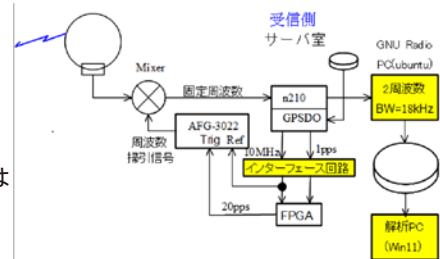 受信側
サーバ室
GNU Radio
PC(ubuntu)
Mixer
固定周波数
n210
GPSDO
2周波数
BW=18kHz
AFG-3022
Trig Ref
周波数
掃引信号
10MHz
1pps
インターフェース回路
は
20pps
FPGA
解析PC
(Win11)